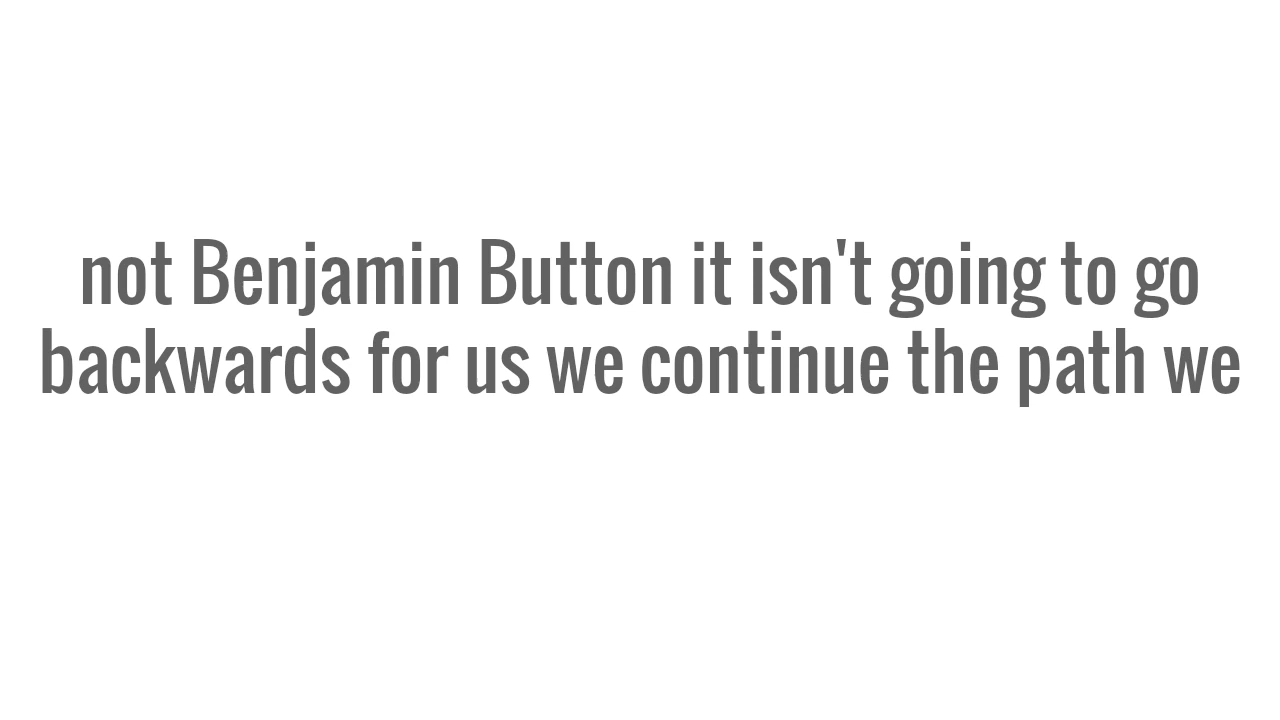 not Benjamin Button it isn't going to go
backwards for us we continue the path we